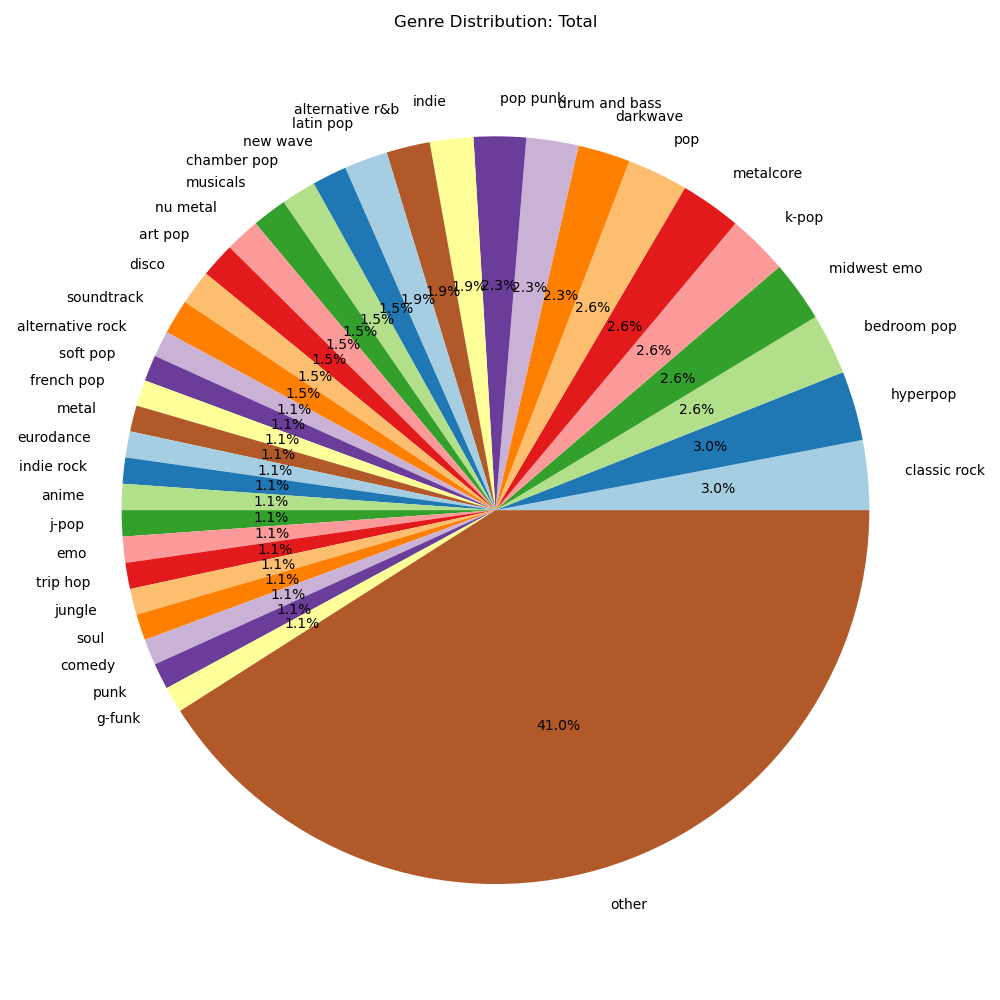 Genre Distribution: Total
classic rock
3.0%
hyperpop
3.0%
bedroom pop
2.6%
midwest emo
2.6%
k-pop
2.6%
metalcore
2.6%
pop
2.6%
darkwave
2.3%
drum and bass
2.3%
pop punk
2.3%
indie
1.9%
alternative r&b
1.9%
latin pop
1.9%
new wave
1.5%
chamber pop
1.5%
musicals
1.5%
nu metal
1.5%
art pop
1.5%
disco
1.5%
soundtrack
1.5%
alternative rock
1.1%
soft pop
1.1%
french pop
1.1%
metal
1.1%
eurodance
1.1%
indie rock
1.1%
anime
1.1%
j-pop
1.1%
emo
1.1%
trip hop
1.1%
jungle
1.1%
soul
1.1%
comedy
1.1%
punk
1.1%
g-funk
1.1%
other
41.0%